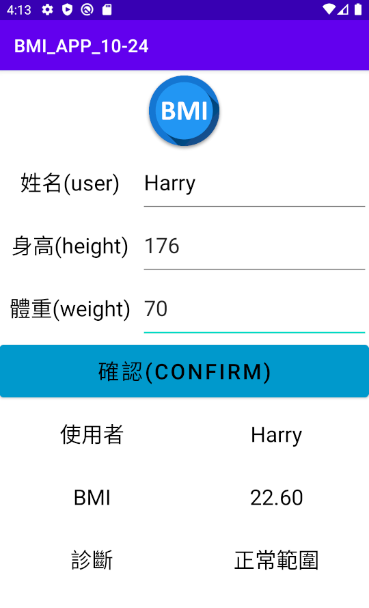 4:13
BMI_APP_10-24
BMI
姓名(user) Harry
身高(height) 176
體重(weight) 70
確認(CONFIRM)
使用者 Harry
BMI 22.60
診斷 正常範圍